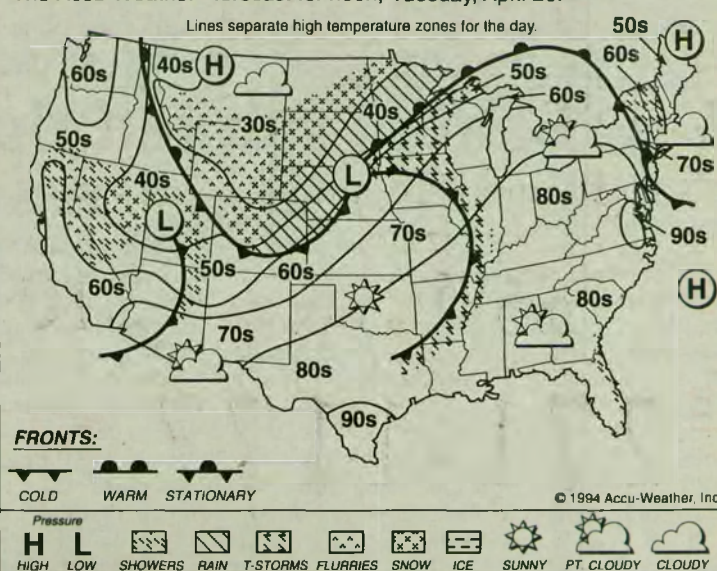 Lines separate high temperature zones for the day.
50s
H
60s
60s
40s
H
50s
60s
40s
30s
50s
70s
40s
L
80s
L
70s
90s
50s
60s
60s
H
80s
70s
80s
90s
FRONTS:
COLD WARM STATIONARY
© 1994 Accu-Weather, Inc
Pressure
H L
HIGH LOW SHOWERS RAIN T-STORMS FLURRIES SNOW ICE SUNNY PT. CLOUDY CLOUDY